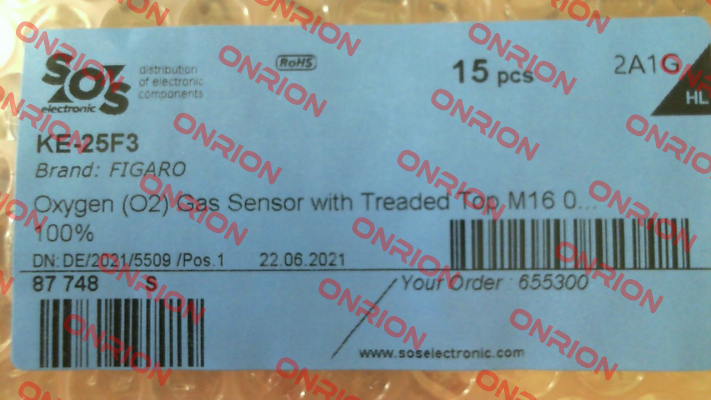 SOS electronic
distribution
of electronic
components
RoHS
15 pcs
2A1G
HL
KE-25F3
Brand: FIGARO
Oxygen (O2) Gas Sensor with Treaded Top,M16 0...
100%
DN: DE/2021/5509 /Pos.1 22.06.2021
87 748 S
Your Order : 655300
www.soselectronic.com
ONRION